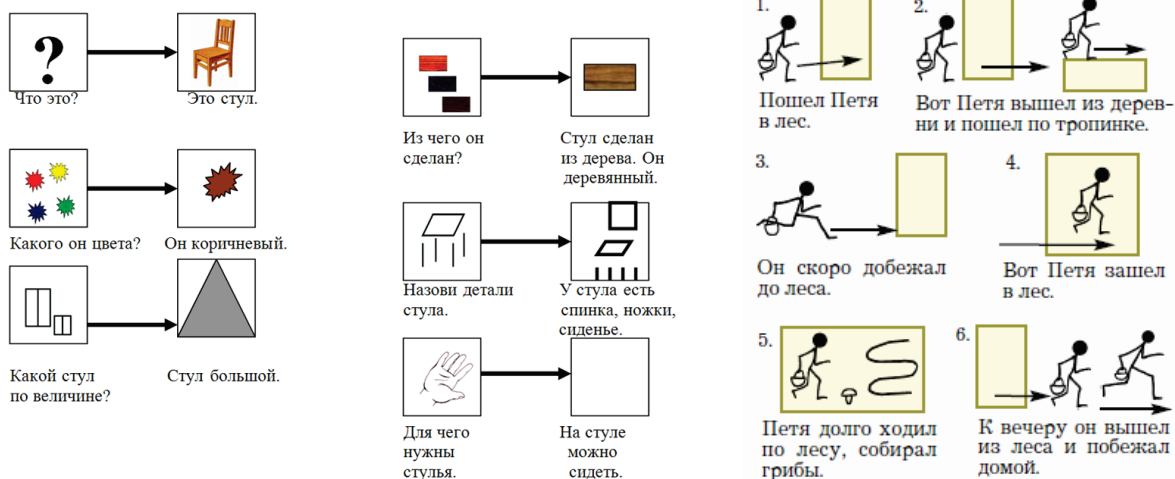 ?
Что это?
Это стул.
Какого он цвета?
Он коричневый.
Какой стул
по величине?
Стул большой.
Из чего он
сделан?
Стул сделан
из дерева. Он
деревянный.
Назови детали
стула.
У стула есть
спинка, ножки,
сиденье.
Для чего
нужны
стулья.
На стуле
можно
сидеть.
1.
Пошел Петя
в лес.
2.
Вот Петя вышел из дерев-
ни и пошел по тропинке.
3.
Он скоро добежал
до леса.
4.
Вот Петя зашел
в лес.
5.
Петя долго ходил
по лесу, собирал
грибы.
6.
К вечеру он вышел
из леса и побежал
домой.